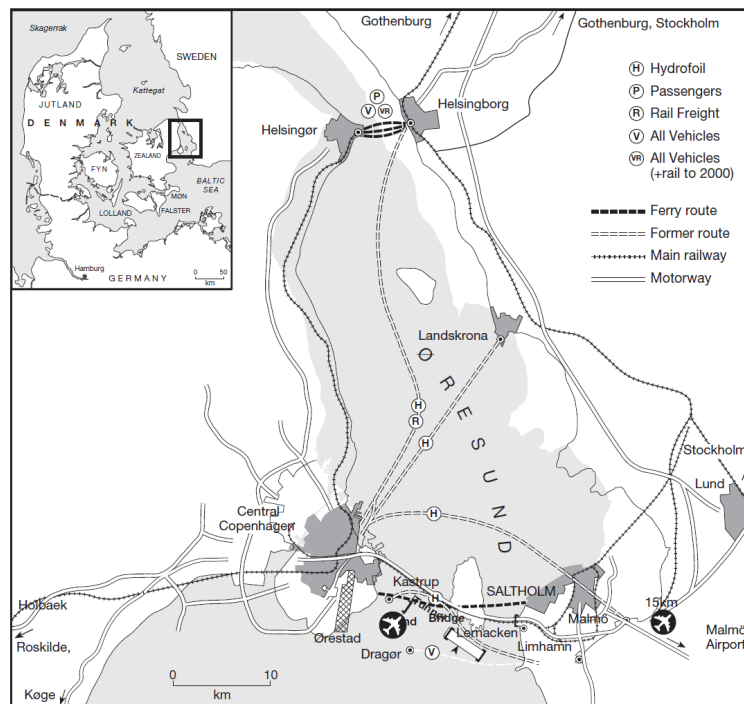 Skagerrak
SWEDEN
Kattegat
JUTLAND
DENMARK
ZEALAND
FYN
BALTIC
SEA
MØN
LOLLAND
FALSTER
Hamburg
GERMANY
0 50
km
Gothenburg
Gothenburg, Stockholm
H Hydrofoil
P Passengers
R Rail Freight
V All Vehicles
VR All Vehicles
(+rail to 2000)
Ferry route
Former route
Main railway
Motorway
P
V VR
Helsingør
Helsingborg
Landskrona
ØRESUND
H
R
H
Stockholm
Lund
Central
Copenhagen
H
Kastrup
H
SALTHOLM
15km
Holbaek
Bridge
Malmö
Ørestad
Lernacken
Limhamn
Malmö
Airport
Roskilde,
Dragør
V
Køge
0 10
km